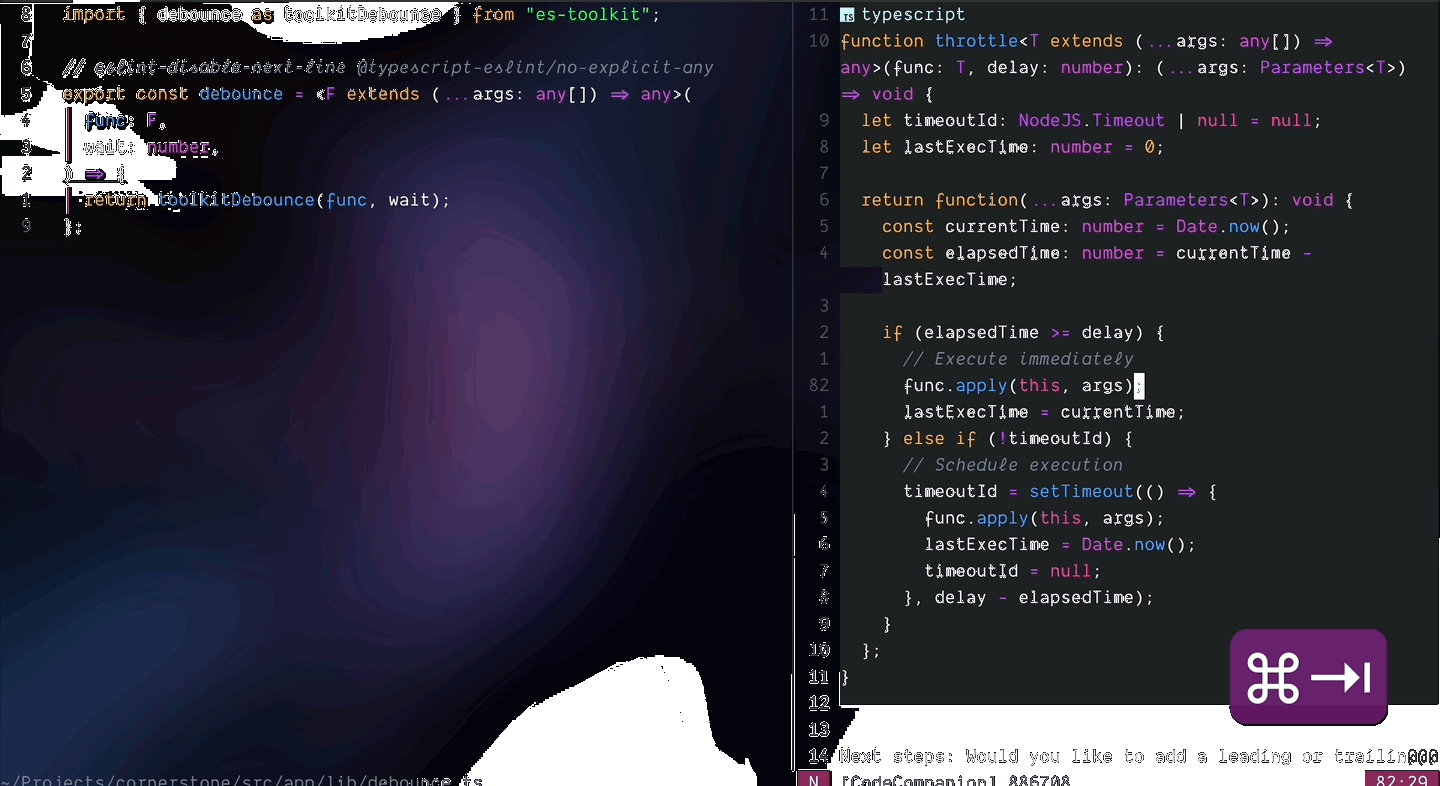 8 import { debounce as toolkitDebounce } from "es-toolkit";
7
6 // eslint-disable-next-line @typescript-eslint/no-explicit-any
5 export const debounce = <F extends (...args: any[]) => any>(
4 func: F,
3 wait: number,
2 ) => {
1 return toolkitDebounce(func, wait);
9 };
~/Projects/cornerstone/src/app/lib/debounce.ts
11 TS typescript
10 function throttle<T extends (...args: any[]) =>
any>(func: T, delay: number): (...args: Parameters<T>)
=> void {
9 let timeoutId: NodeJS.Timeout | null = null;
8 let lastExecTime: number = 0;
7
6 return function(...args: Parameters<T>): void {
5 const currentTime: number = Date.now();
4 const elapsedTime: number = currentTime -
lastExecTime;
3
2 if (elapsedTime >= delay) {
1 // Execute immediately
82 func.apply(this, args);
1 lastExecTime = currentTime;
2 } else if (!timeoutId) {
3 // Schedule execution
4 timeoutId = setTimeout(() => {
5 func.apply(this, args);
6 lastExecTime = Date.now();
7 timeoutId = null;
8 }, delay - elapsedTime);
9 }
10 };
11 }
12
13
14 Next steps: Would you like to add a leading or trailin@@@
N [CodeCompanion] 886708 82:29
⌘⇥